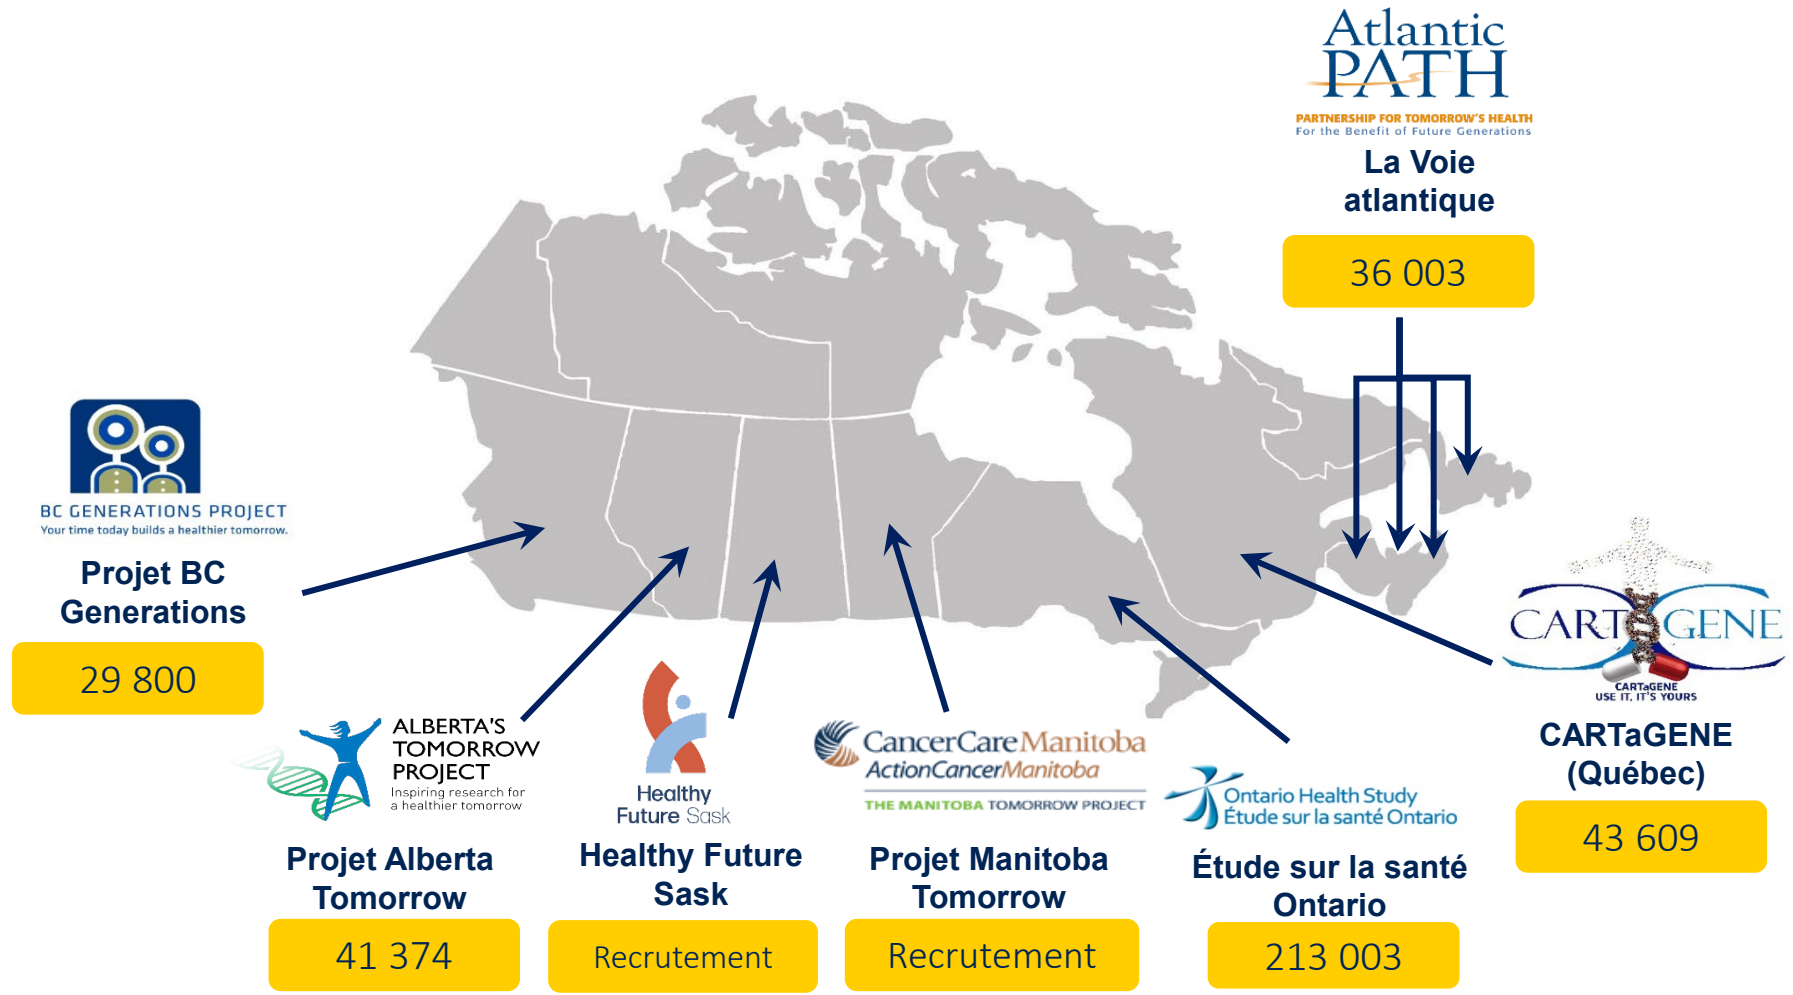 Atlantic
PATH
PARTNERSHIP FOR TOMORROW'S HEALTH
For the Benefit of Future Generations
La Voie
atlantique
36 003
BC GENERATIONS PROJECT
Your time today builds a healthier tomorrow.
Projet BC
Generations
29 800
ALBERTA'S
TOMORROW
PROJECT
Inspiring research for
a healthier tomorrow
Projet Alberta
Tomorrow
41 374
Healthy
Future Sask
Healthy Future
Sask
Recrutement
CancerCare Manitoba
ActionCancerManitoba
THE MANITOBA TOMORROW PROJECT
Projet Manitoba
Tomorrow
Recrutement
Ontario Health Study
Étude sur la santé Ontario
Étude sur la santé
Ontario
213 003
CARTaGENE
CARTaGENE
USE IT, IT'S YOURS
CARTaGENE
(Québec)
43 609